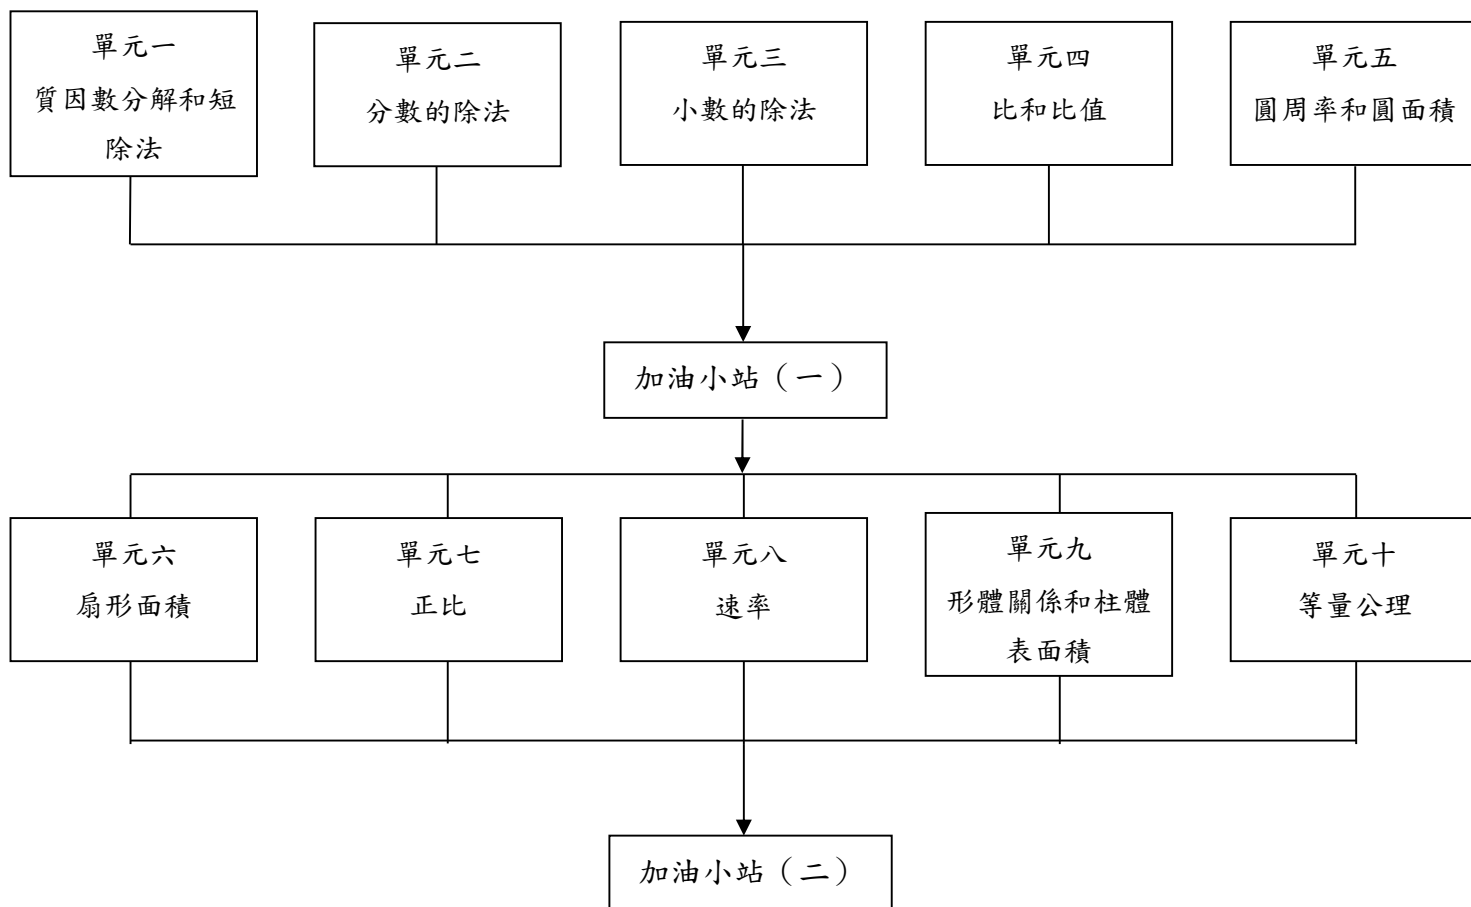 單元一
質因數分解和短
除法
單元二
分數的除法
單元三
小數的除法
單元四
比和比值
單元五
圓周率和圓面積
加油小站（一）
單元六
扇形面積
單元七
正比
單元八
速率
單元九
形體關係和柱體
表面積
單元十
等量公理
加油小站（二）